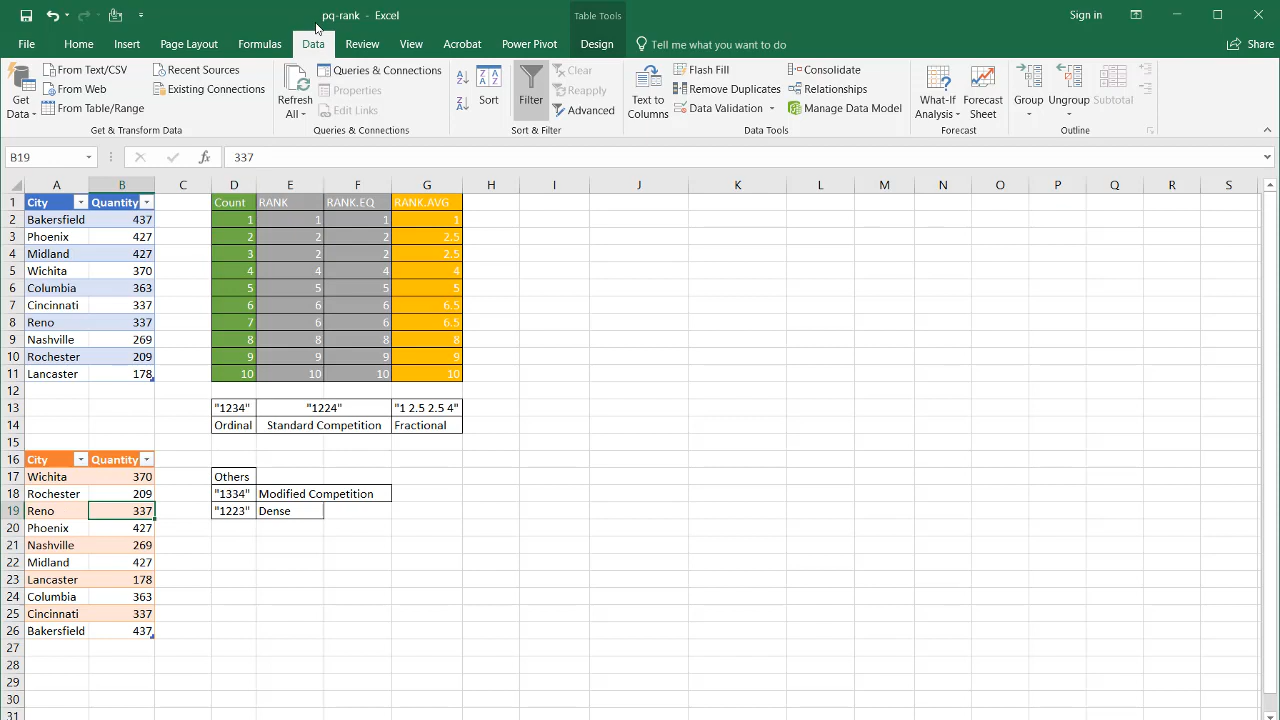 pq-rank - Excel
Table Tools
Sign in
File Home Insert Page Layout Formulas Data Review View Acrobat Power Pivot Design Tell me what you want to do Share
Get Data
From Text/CSV
From Web
From Table/Range
Recent Sources
Existing Connections
Get & Transform Data
Refresh All
Queries & Connections
Properties
Edit Links
Queries & Connections
Sort
Filter
Clear
Reapply
Advanced
Sort & Filter
Text to Columns
Flash Fill
Remove Duplicates
Data Validation
Consolidate
Relationships
Manage Data Model
Data Tools
What-If Analysis
Forecast Sheet
Forecast
Group
Ungroup
Subtotal
Outline
B19 fx 337
A B C D E F G H I J K L M N O P Q R S
1 City Quantity Count RANK RANK.EQ RANK.AVG
2 Bakersfield 437 1 1 1 1
3 Phoenix 427 2 2 2 2.5
4 Midland 427 3 2 2 2.5
5 Wichita 370 4 4 4 4
6 Columbia 363 5 5 5 5
7 Cincinnati 337 6 6 6 6.5
8 Reno 337 7 6 6 6.5
9 Nashville 269 8 8 8 8
10 Rochester 209 9 9 9 9
11 Lancaster 178 10 10 10 10
12
13 "1234" "1224" "1 2.5 2.5 4"
14 Ordinal Standard Competition Fractional
15
16 City Quantity
17 Wichita 370 Others
18 Rochester 209 "1334" Modified Competition
19 Reno 337 "1223" Dense
20 Phoenix 427
21 Nashville 269
22 Midland 427
23 Lancaster 178
24 Columbia 363
25 Cincinnati 337
26 Bakersfield 437
27
28
29
30
31